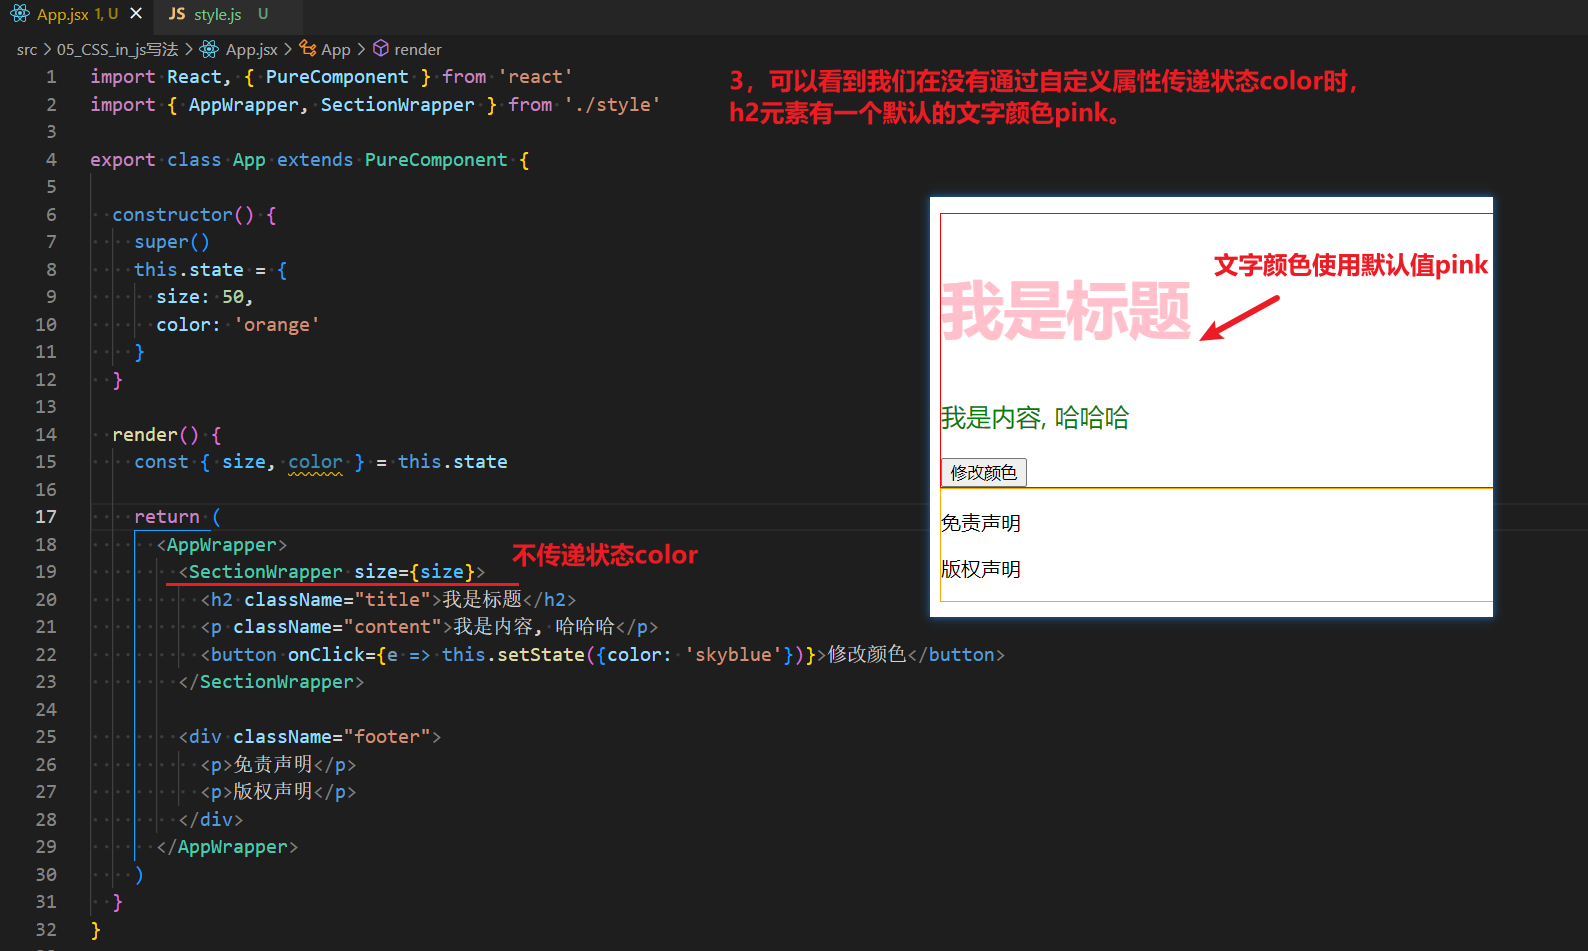 App.jsx 1, U
JS style.js U
src > 05_CSS_in_js写法 > App.jsx > App > render
1 import React, { PureComponent } from 'react'
2 import { AppWrapper, SectionWrapper } from './style'
3
4 export class App extends PureComponent {
5
6 constructor() {
7 super()
8 this.state = {
9 size: 50,
10 color: 'orange'
11 }
12 }
13
14 render() {
15 const { size, color } = this.state
16
17 return (
18 <AppWrapper>
19 <SectionWrapper size={size}>
20 <h2 className="title">我是标题</h2>
21 <p className="content">我是内容, 哈哈哈</p>
22 <button onClick={e => this.setState({color: 'skyblue'})}>修改颜色</button>
23 </SectionWrapper>
24
25 <div className="footer">
26 <p>免责声明</p>
27 <p>版权声明</p>
28 </div>
29 </AppWrapper>
30 )
31 }
32 }
3，可以看到我们在没有通过自定义属性传递状态color时，
h2元素有一个默认的文字颜色pink。
不传递状态color
文字颜色使用默认值pink
我是标题
我是内容, 哈哈哈
修改颜色
免责声明
版权声明